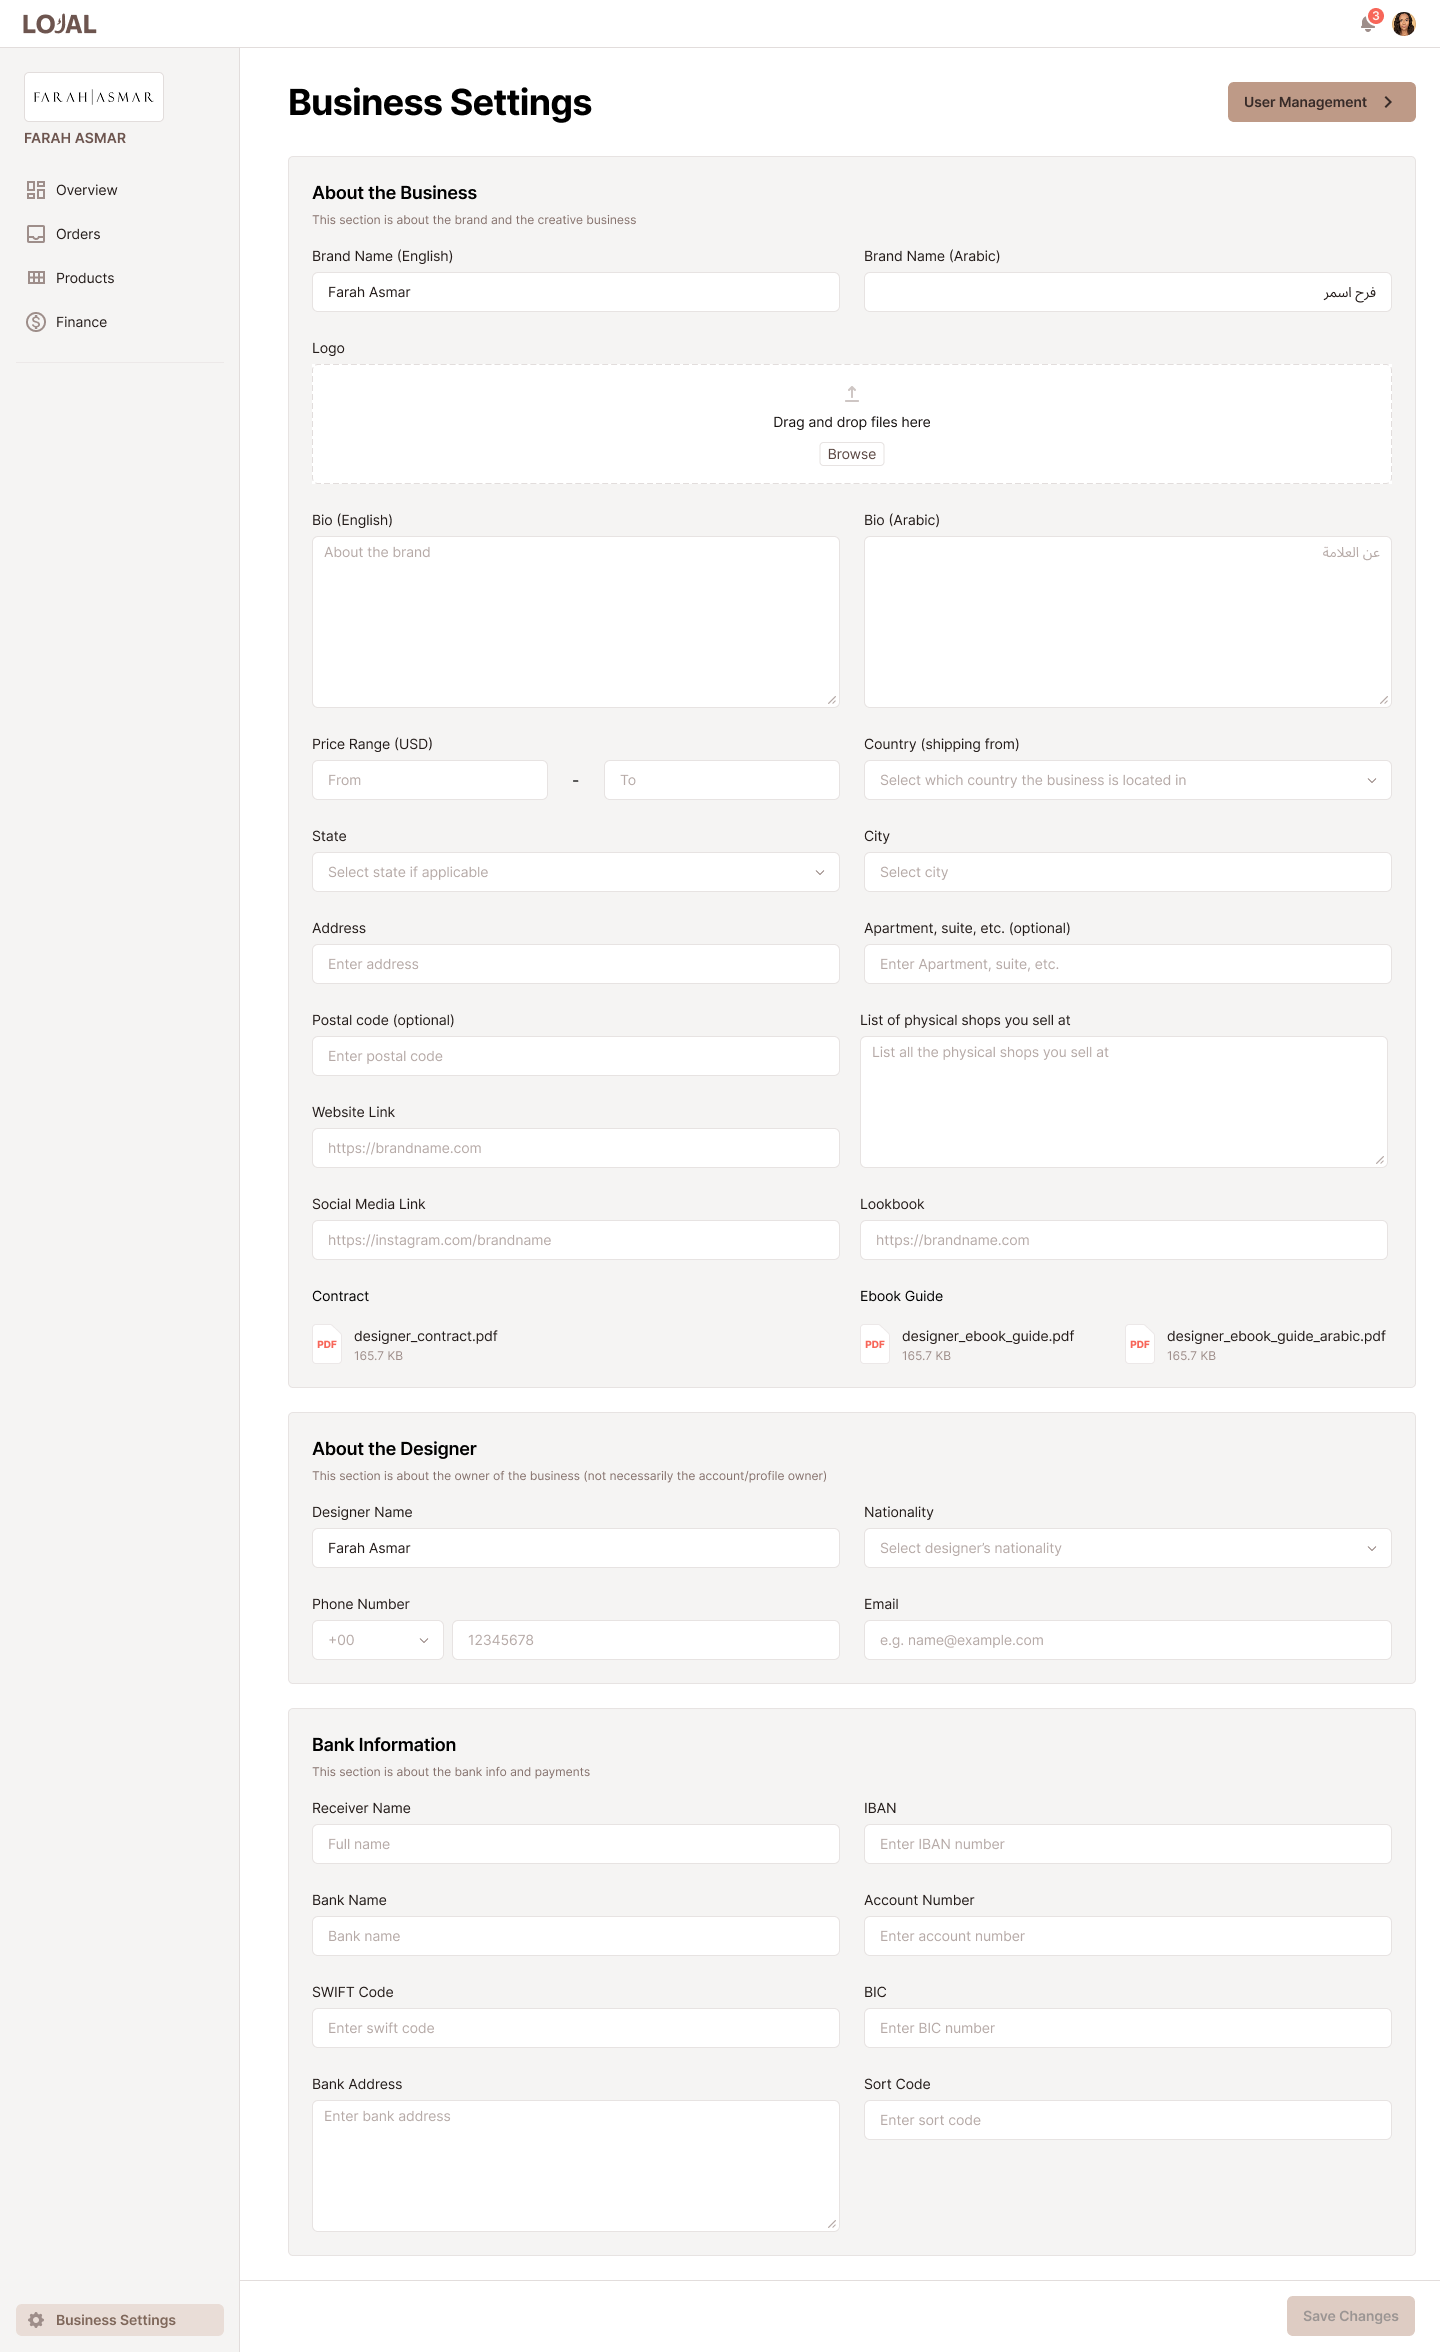 LOJAL
3
FARAH|ASMAR
FARAH ASMAR
Overview
Orders
Products
Finance
Business Settings
Business Settings
User Management
About the Business
This section is about the brand and the creative business
Brand Name (English)
Brand Name (Arabic)
Farah Asmar
فرح اسمر
Logo
Drag and drop files here
Browse
Bio (English)
Bio (Arabic)
About the brand
عن العلامة
Price Range (USD)
Country (shipping from)
From
-
To
Select which country the business is located in
State
City
Select state if applicable
Select city
Address
Apartment, suite, etc. (optional)
Enter address
Enter Apartment, suite, etc.
Postal code (optional)
List of physical shops you sell at
Enter postal code
List all the physical shops you sell at
Website Link
https://brandname.com
Social Media Link
Lookbook
https://instagram.com/brandname
https://brandname.com
Contract
Ebook Guide
PDF
designer_contract.pdf
165.7 KB
PDF
designer_ebook_guide.pdf
165.7 KB
PDF
designer_ebook_guide_arabic.pdf
165.7 KB
About the Designer
This section is about the owner of the business (not necessarily the account/profile owner)
Designer Name
Nationality
Farah Asmar
Select designer’s nationality
Phone Number
Email
+00
12345678
e.g. name@example.com
Bank Information
This section is about the bank info and payments
Receiver Name
IBAN
Full name
Enter IBAN number
Bank Name
Account Number
Bank name
Enter account number
SWIFT Code
BIC
Enter swift code
Enter BIC number
Bank Address
Sort Code
Enter bank address
Enter sort code
Save Changes